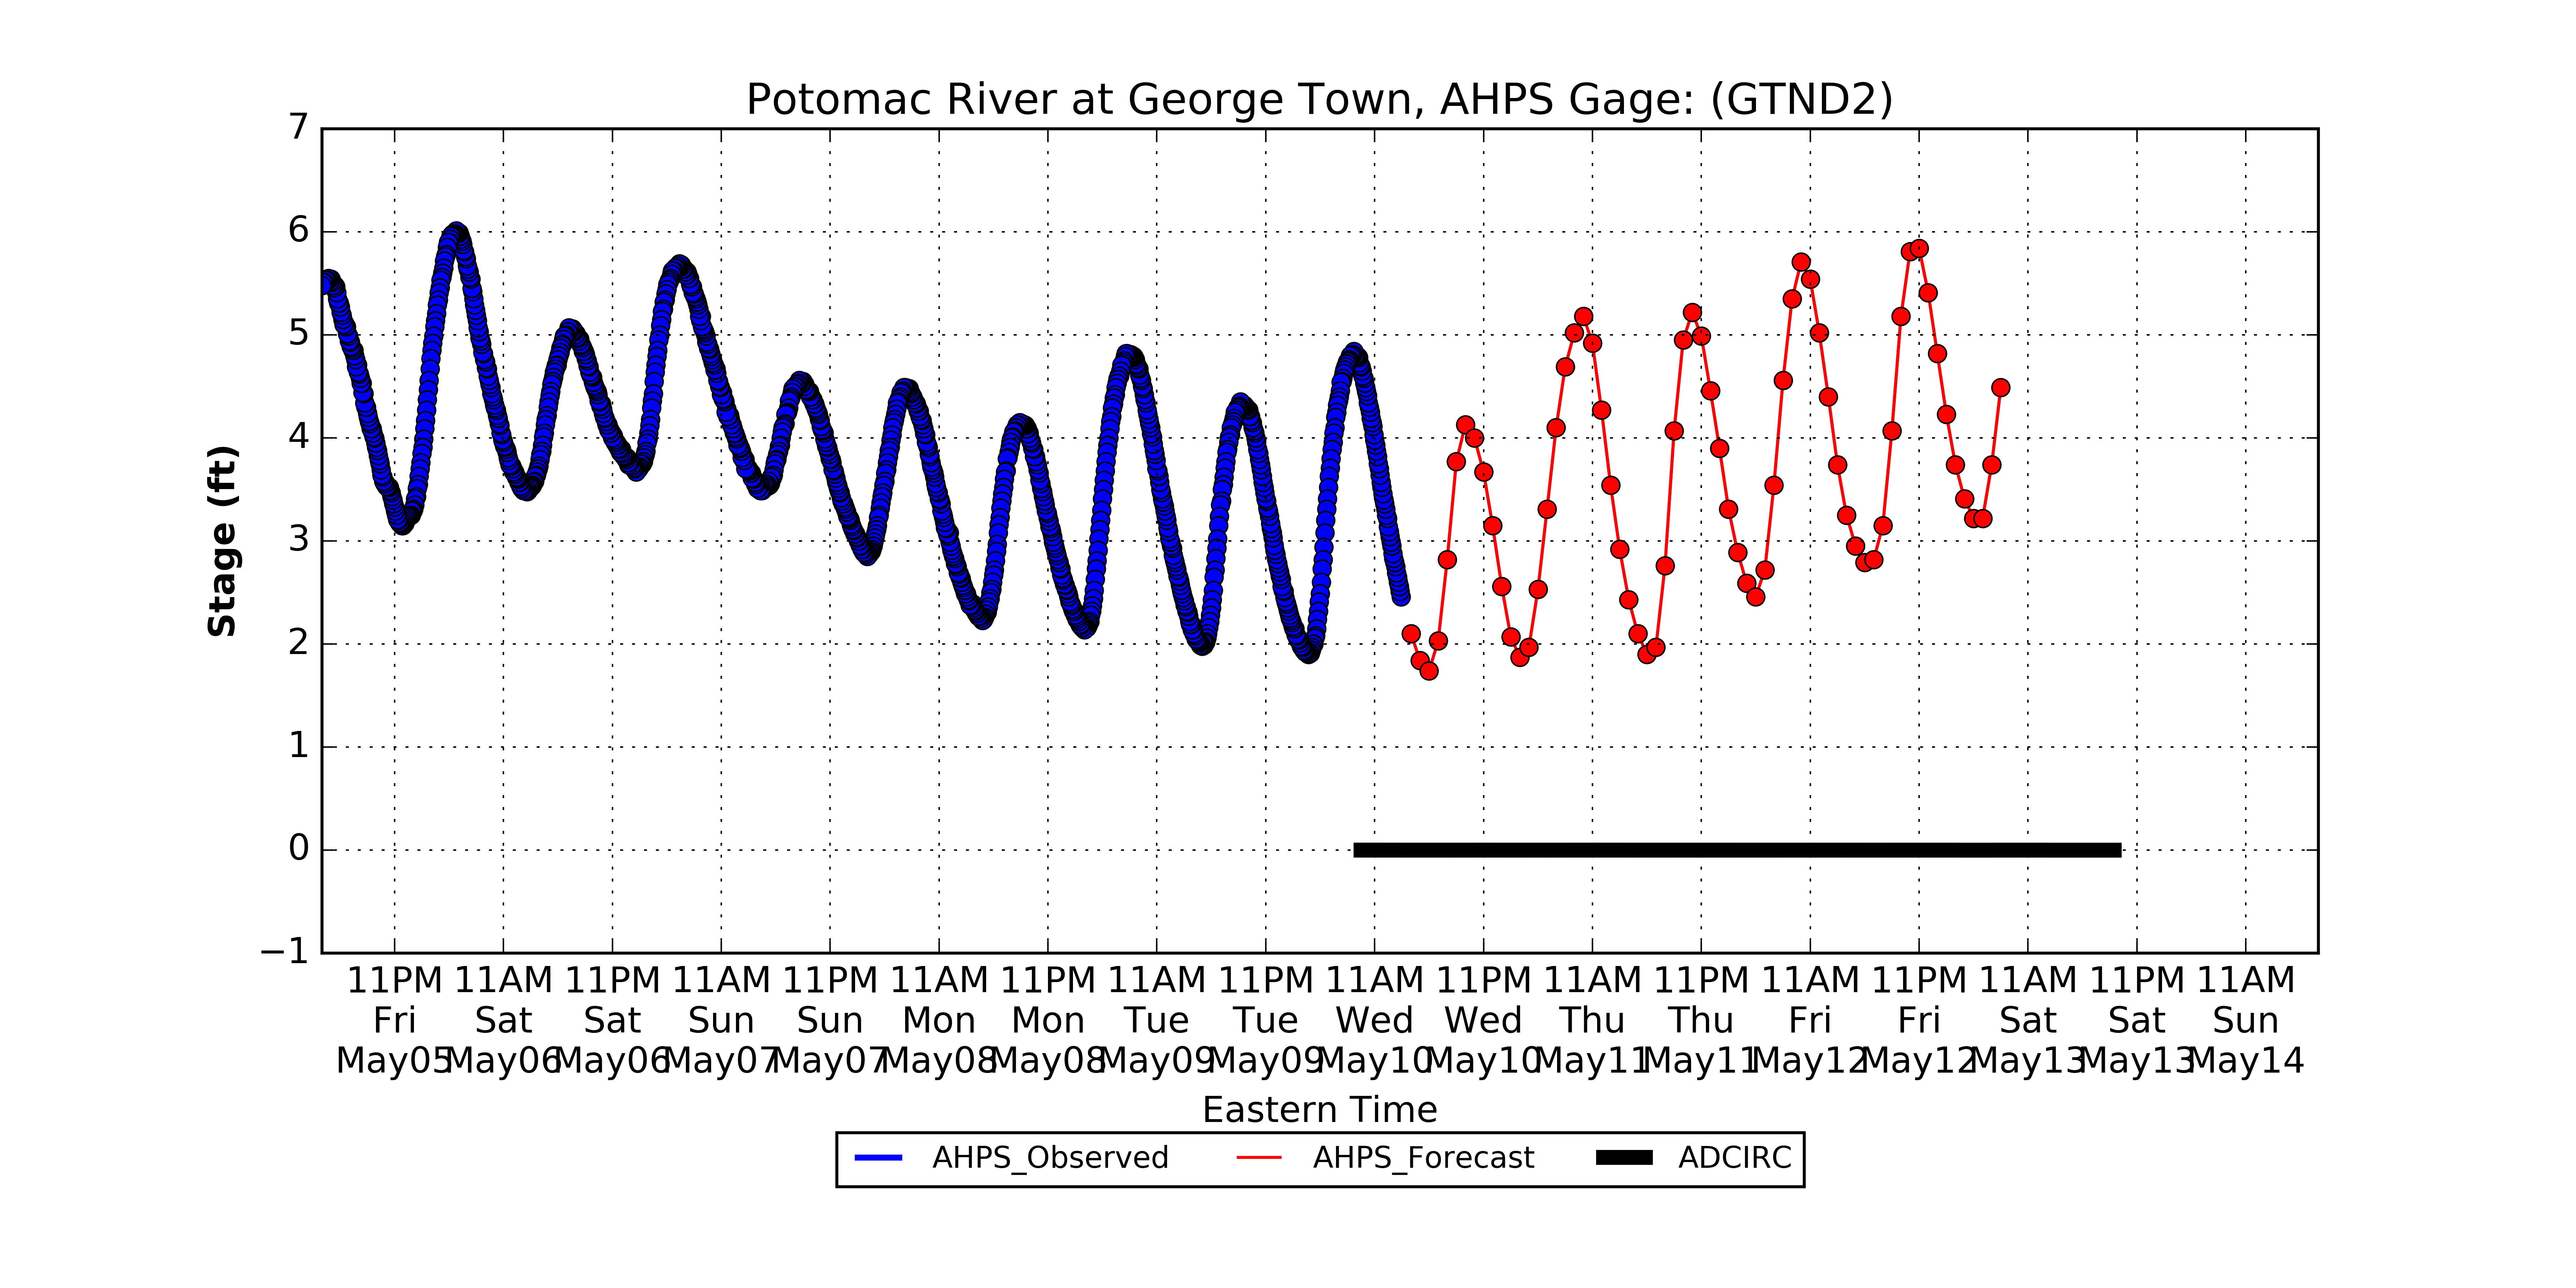 Potomac River at George Town, AHPS Gage: (GTND2)
7
6
5
4
3
2
1
0
−1
Stage (ft)
11PM 11AM 11PM 11AM 11PM 11AM 11PM 11AM 11PM 11AM 11PM 11AM 11PM 11AM 11PM 11AM 11PM 11AM
Fri Sat Sat Sun Sun Mon Mon Tue Tue Wed Wed Thu Thu Fri Fri Sat Sat Sun
May05 May06 May06 May07 May07 May08 May08 May09 May09 May10 May10 May11 May11 May12 May12 May13 May13 May14
Eastern Time
AHPS_Observed AHPS_Forecast ADCIRC